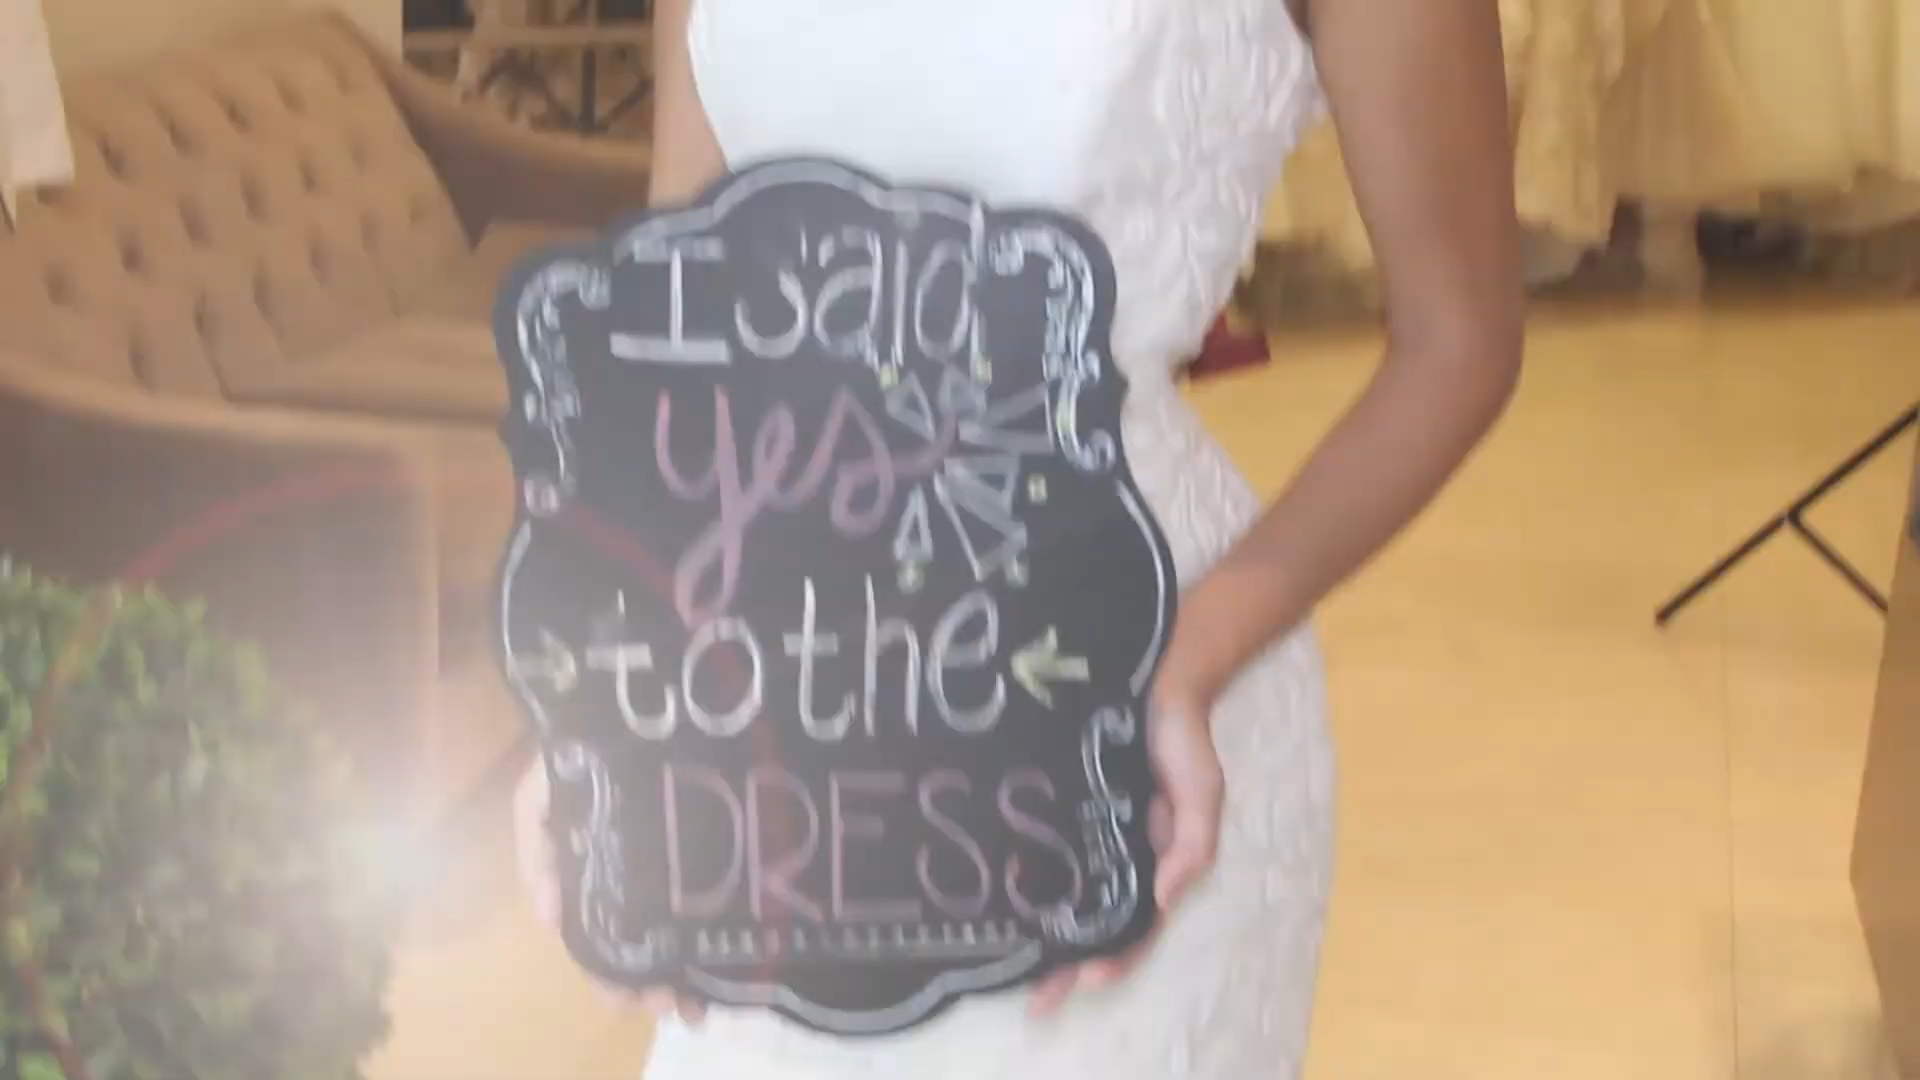 I said
yes
to the
DRESS